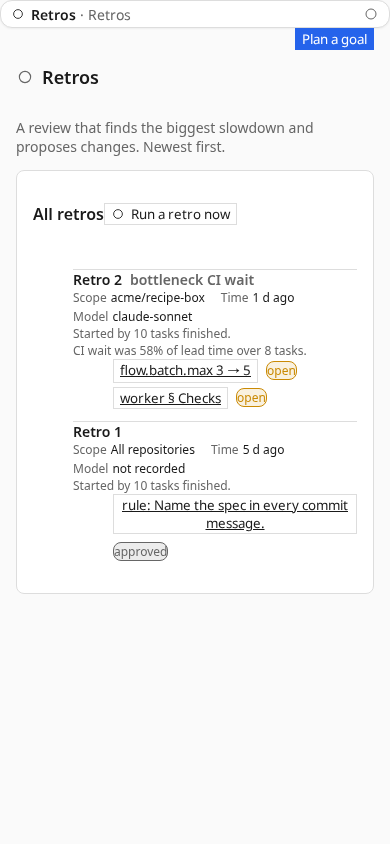 Retros · Retros
Plan a goal
Retros
A review that finds the biggest slowdown and
proposes changes. Newest first.
All retros
Run a retro now
Retro 2 bottleneck CI wait
Scope acme/recipe-box Time 1 d ago
Model claude-sonnet
Started by 10 tasks finished.
CI wait was 58% of lead time over 8 tasks.
flow.batch.max 3 → 5 open
worker § Checks open
Retro 1
Scope All repositories Time 5 d ago
Model not recorded
Started by 10 tasks finished.
rule: Name the spec in every commit
message.
approved